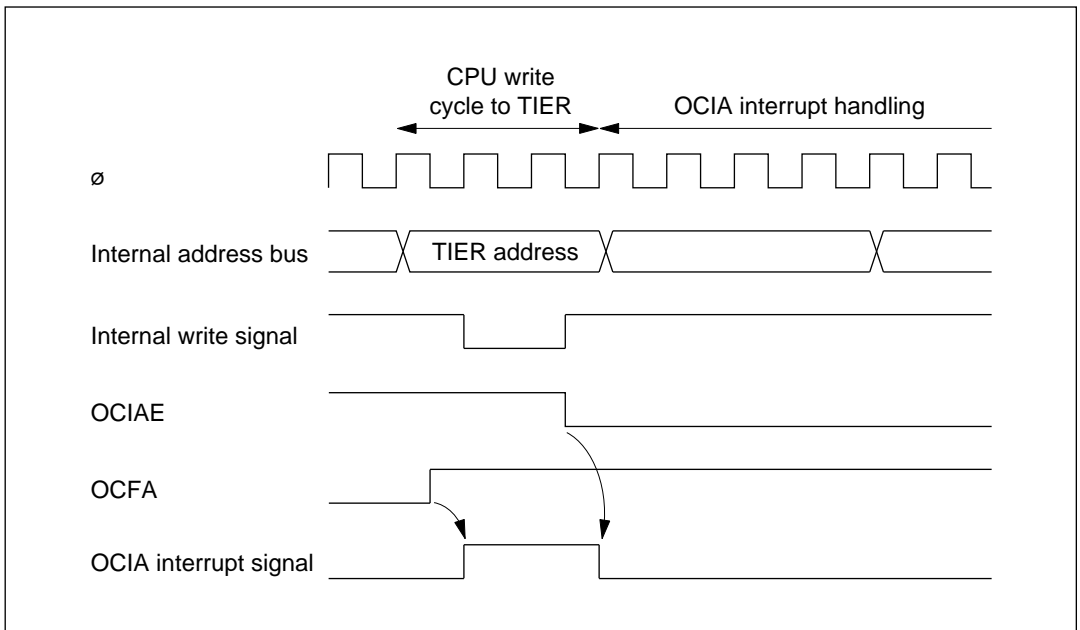 CPU write
cycle to TIER
OCIA interrupt handling
ø
Internal address bus
TIER address
Internal write signal
OCIAE
OCFA
OCIA interrupt signal